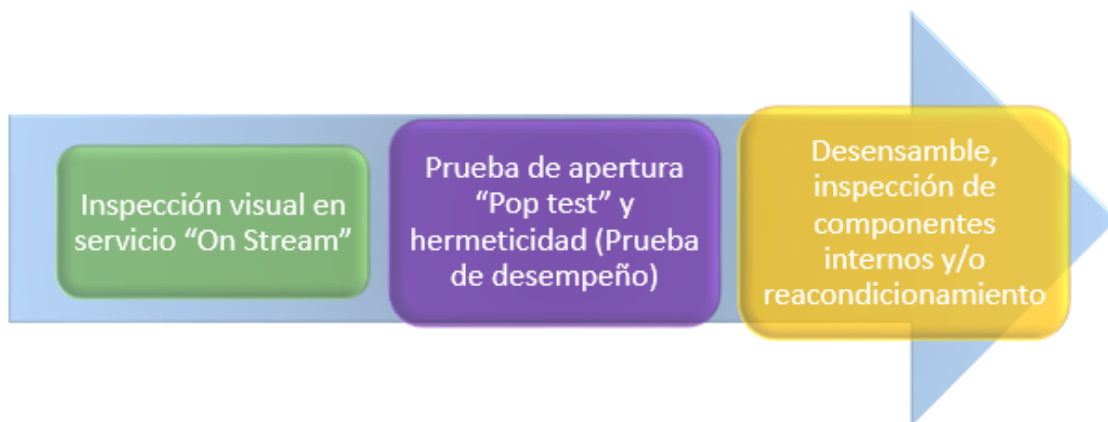 Inspección visual en
servicio “On Stream”
Prueba de apertura
“Pop test” y
hermeticidad (Prueba
de desempeño)
Desensamble,
inspección de
componentes
internos y/o
reacondicionamiento